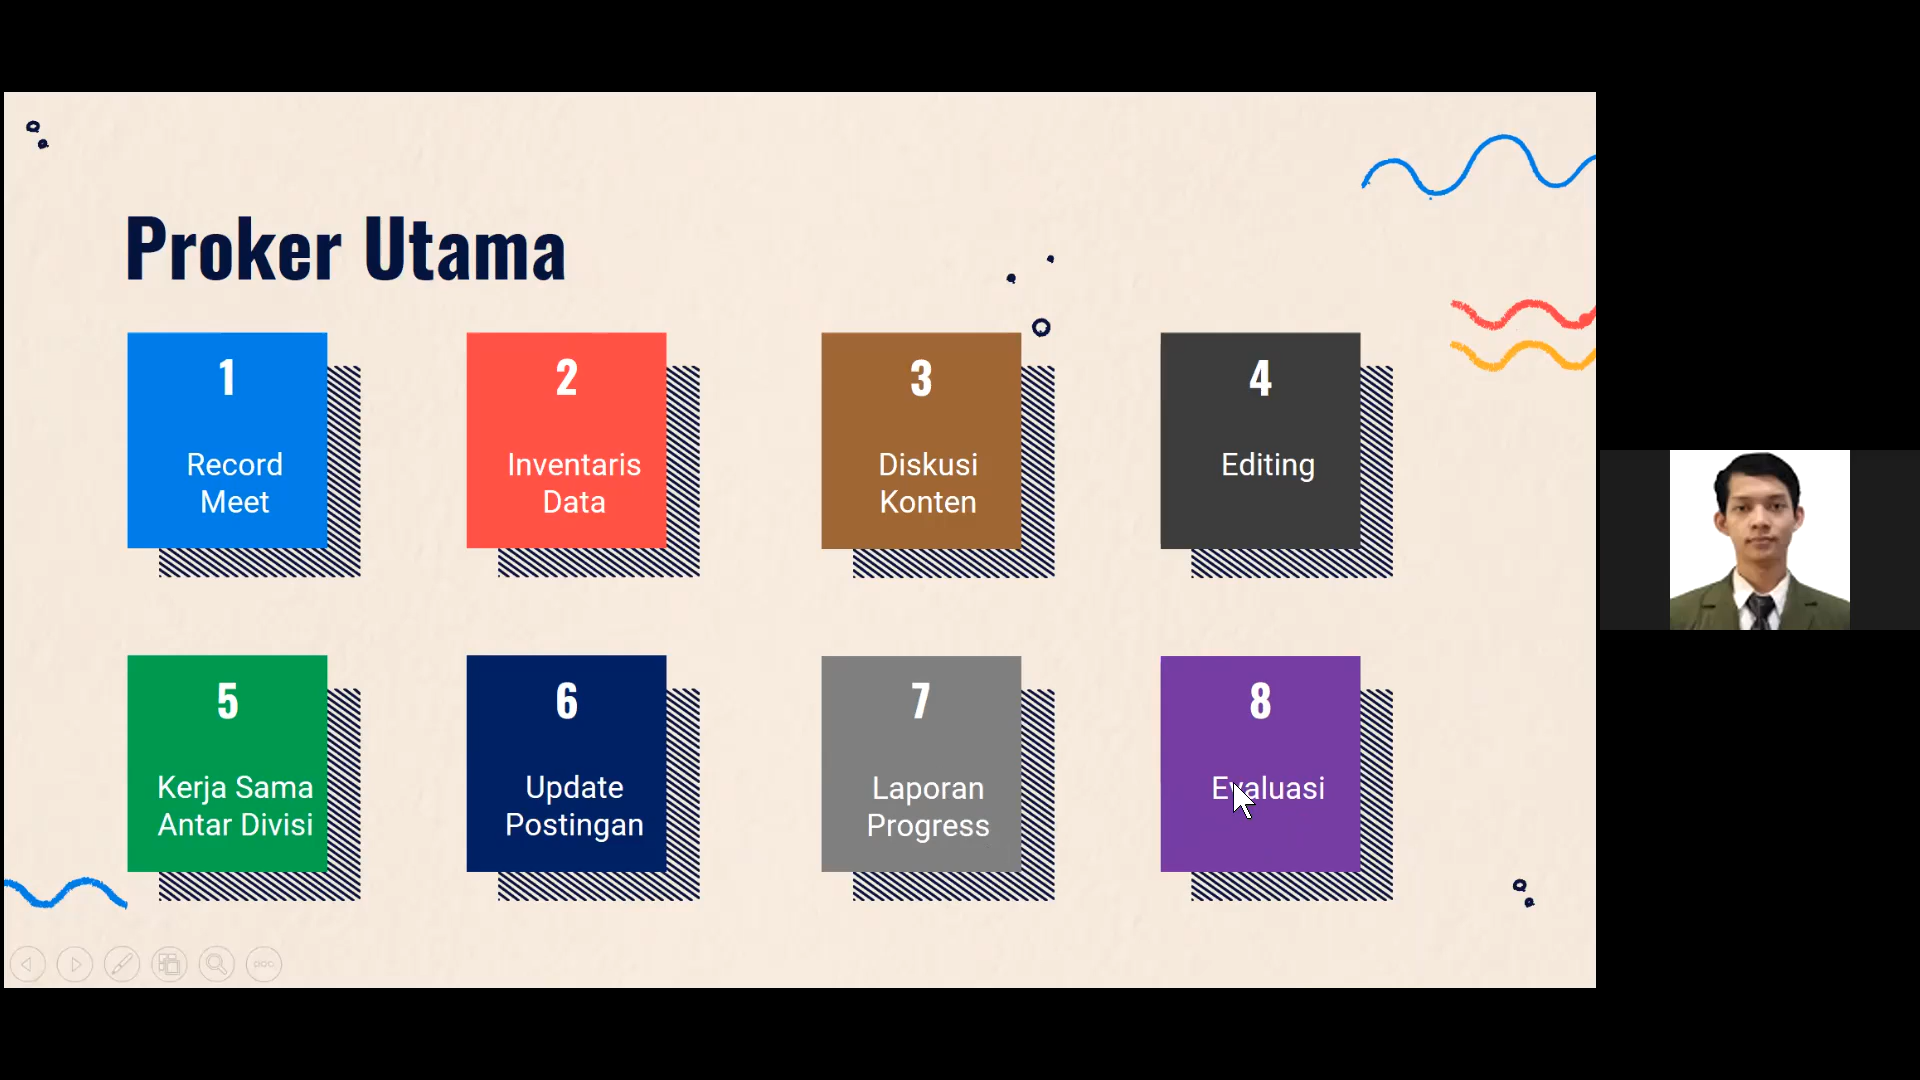 Proker Utama
1
Record
Meet
2
Inventaris
Data
3
Diskusi
Konten
4
Editing
5
Kerja Sama
Antar Divisi
6
Update
Postingan
7
Laporan
Progress
8
Evaluasi